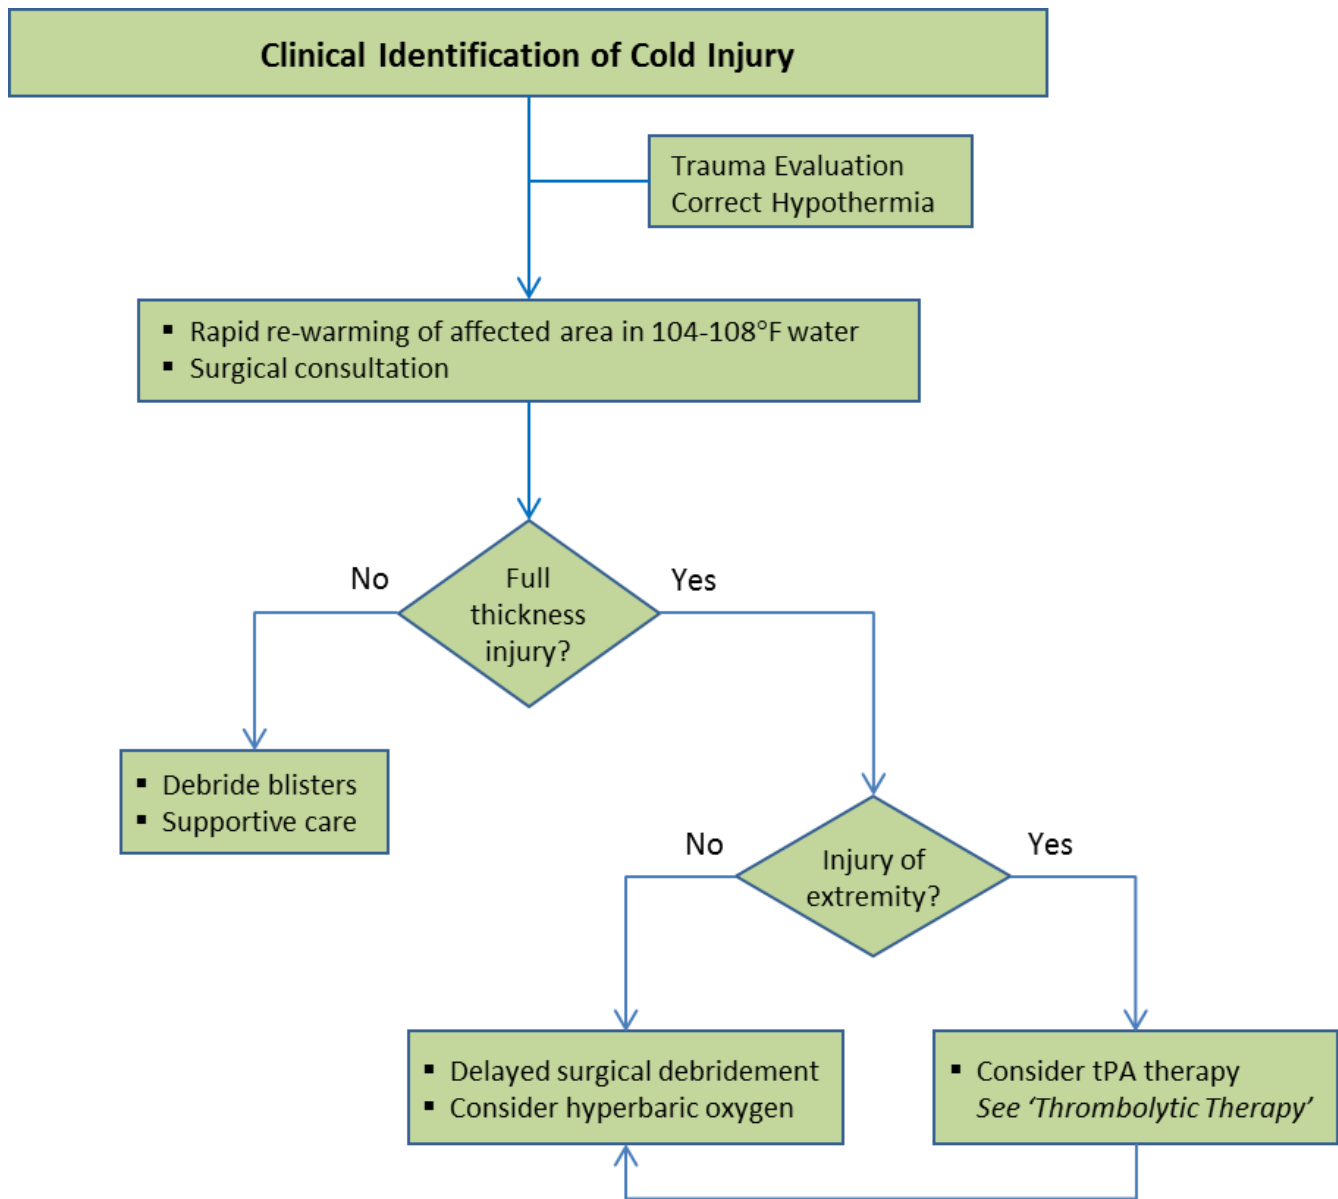 Clinical Identification of Cold Injury
Trauma Evaluation
Correct Hypothermia
▪ Rapid re-warming of affected area in 104-108°F water
▪ Surgical consultation
No
Full
thickness
injury?
Yes
▪ Debride blisters
▪ Supportive care
No
Injury of
extremity?
Yes
▪ Delayed surgical debridement
▪ Consider hyperbaric oxygen
▪ Consider tPA therapy
See ‘Thrombolytic Therapy’